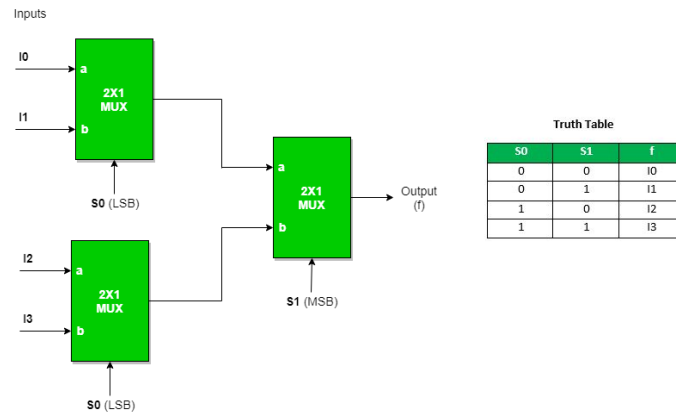 Inputs
I0
a
2X1
MUX
I1
b
S0 (LSB)
I2
a
2X1
MUX
I3
b
S0 (LSB)
a
2X1
MUX
b
S1 (MSB)
Output
(f)
Truth Table
S0 S1 f
0 0 I0
0 1 I1
1 0 I2
1 1 I3